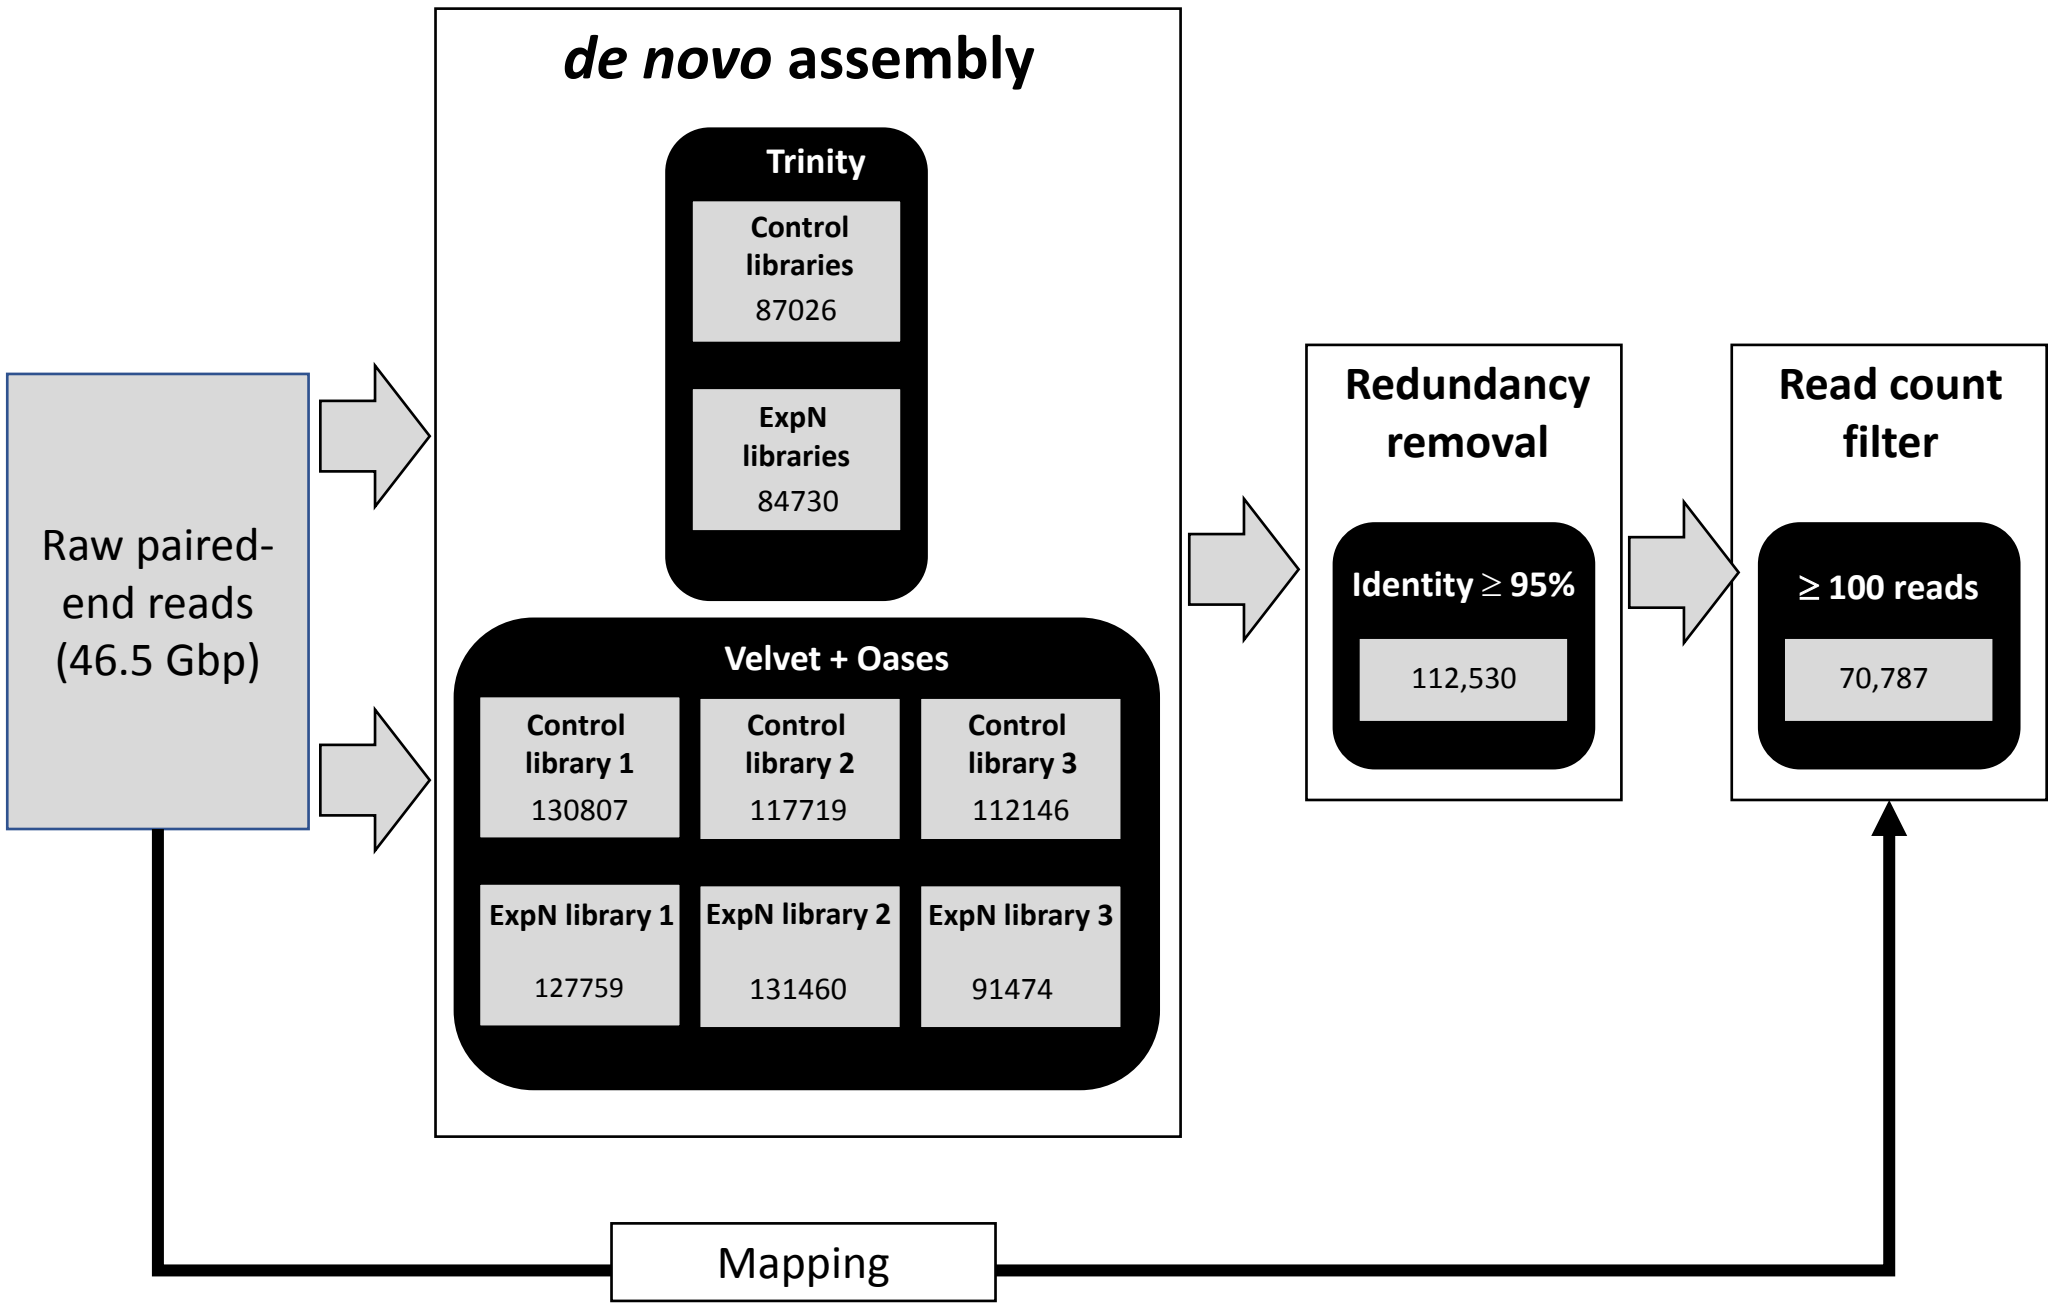 de novo assembly
Trinity
Control
libraries
87026
ExpN
libraries
84730
Raw paired-
end reads
(46.5 Gbp)
Velvet + Oases
Control
library 1
130807
Control
library 2
117719
Control
library 3
112146
ExpN library 1
127759
ExpN library 2
131460
ExpN library 3
91474
Redundancy
removal
Identity ≥ 95%
112,530
Read count
filter
≥ 100 reads
70,787
Mapping